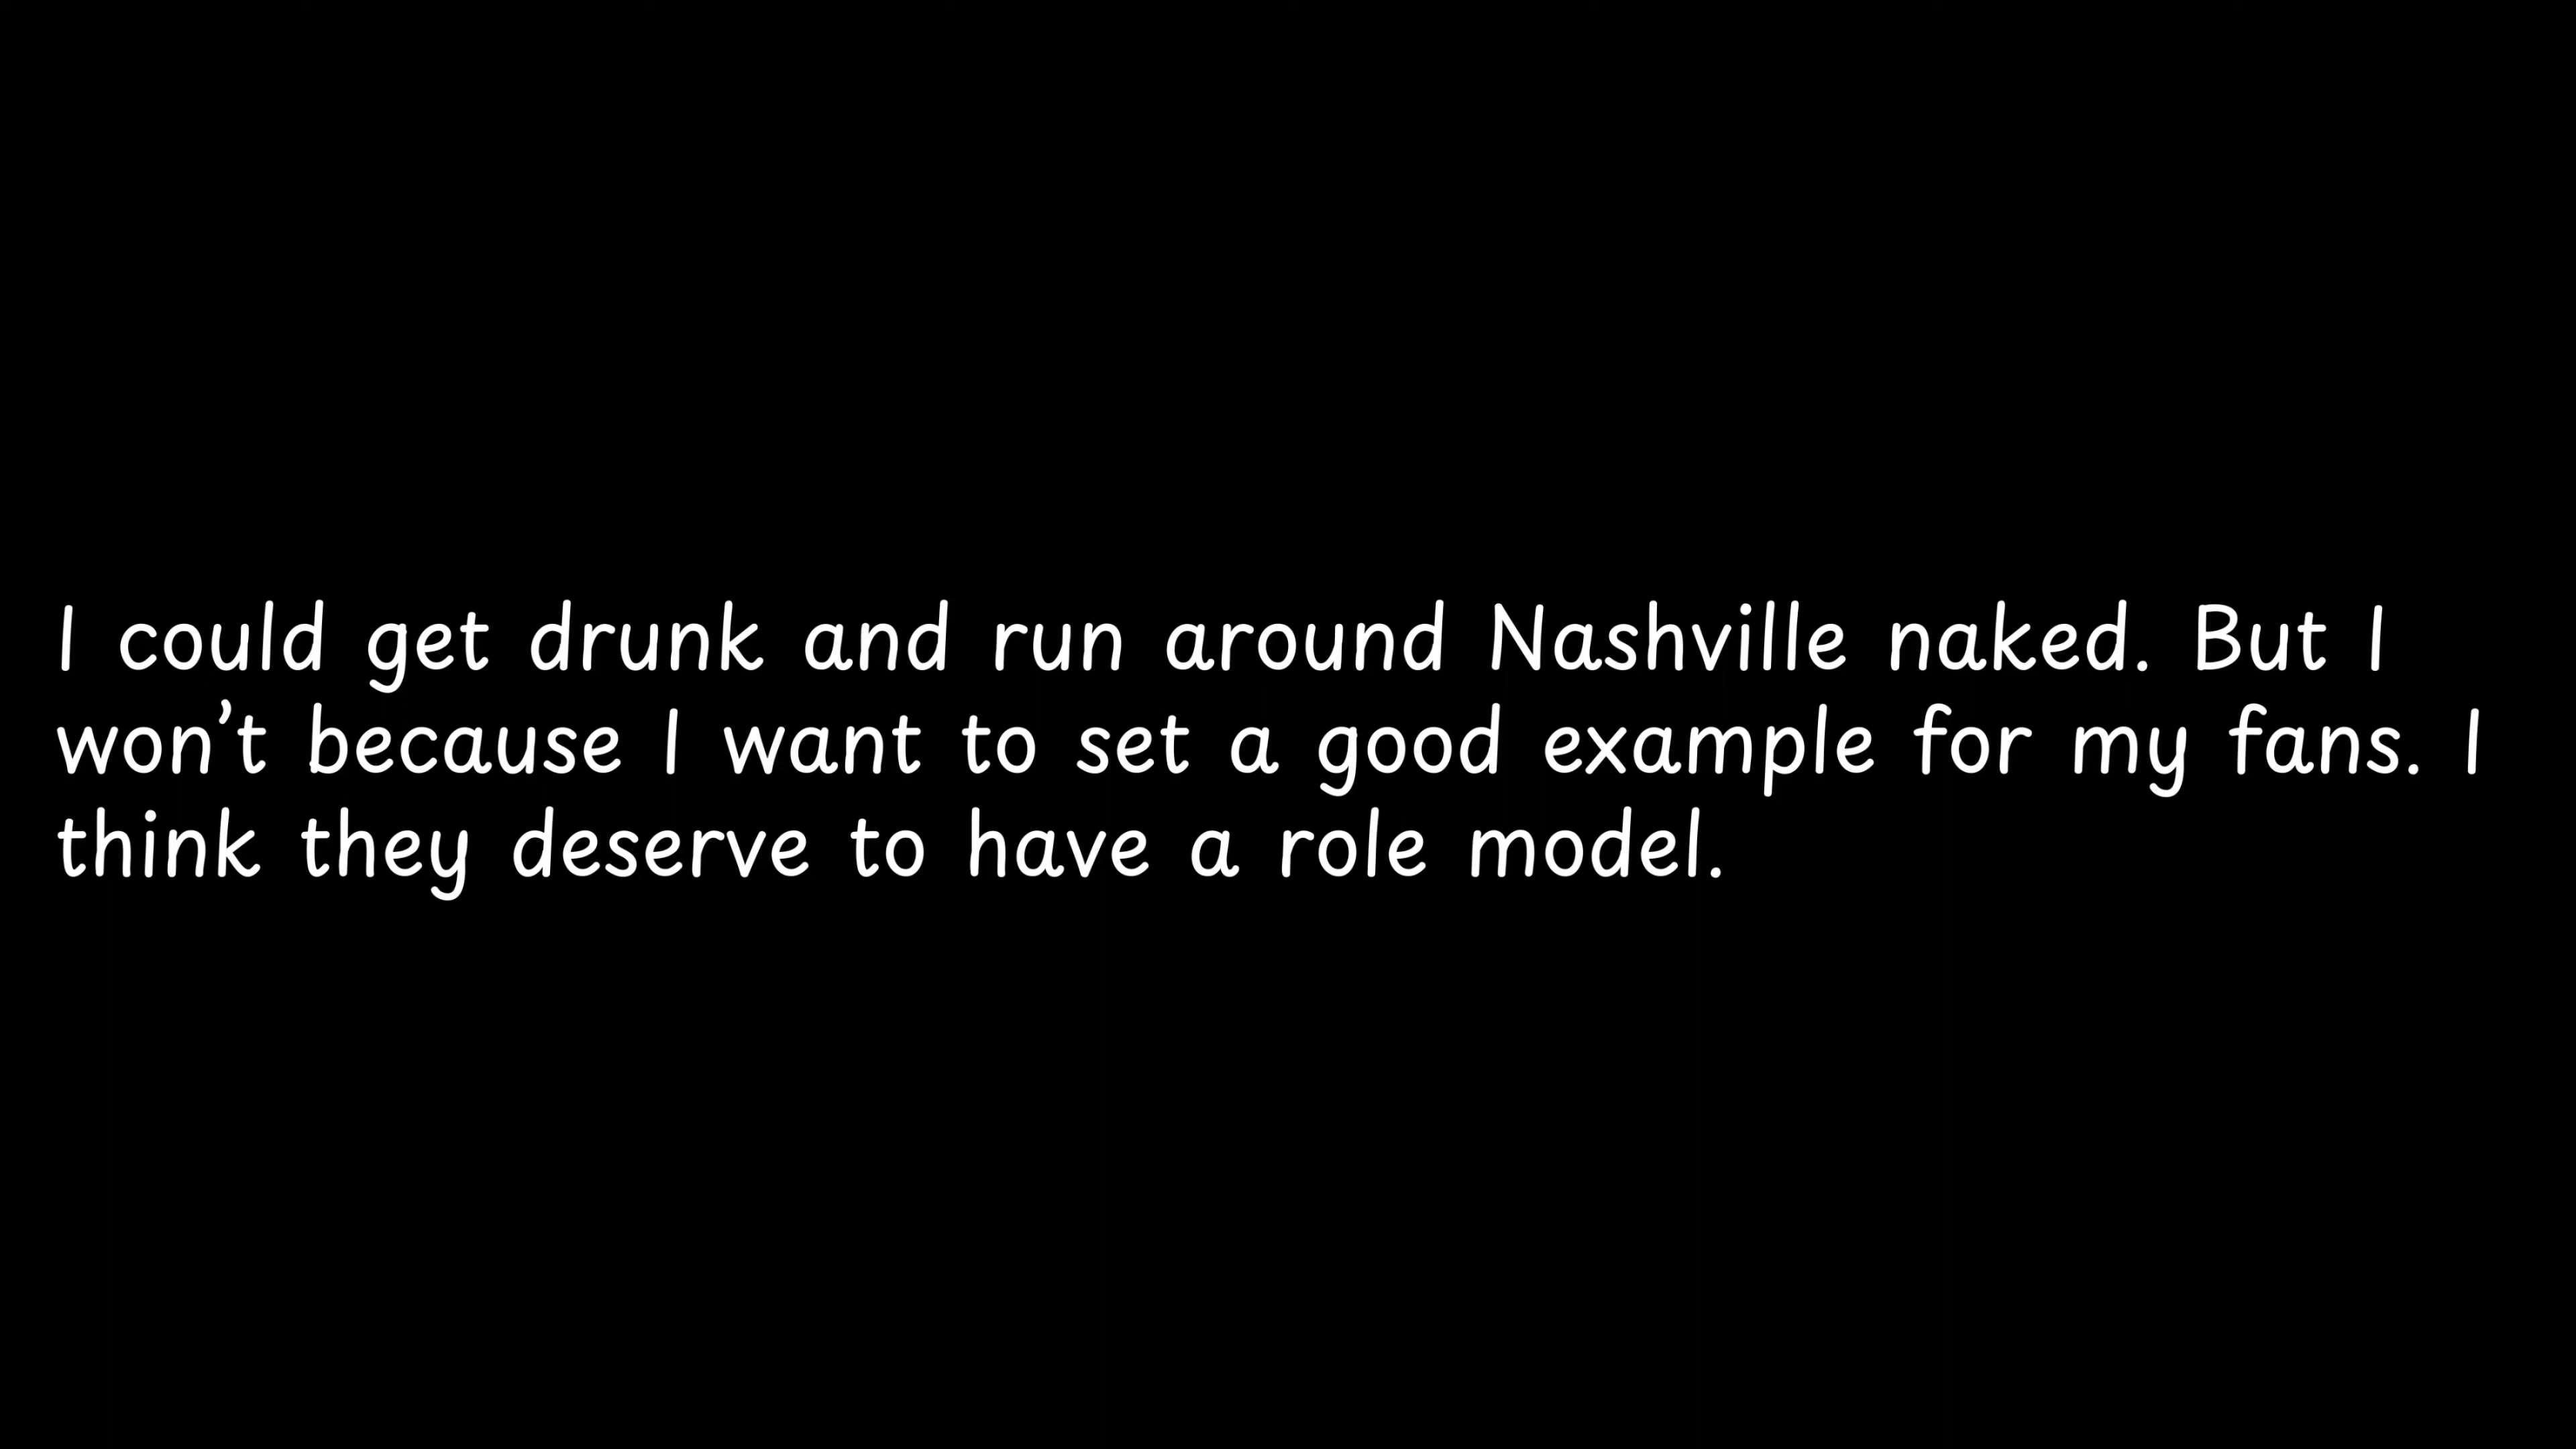 I could get drunk and run around Nashville naked. But I
won’t because I want to set a good example for my fans. I
think they deserve to have a role model.